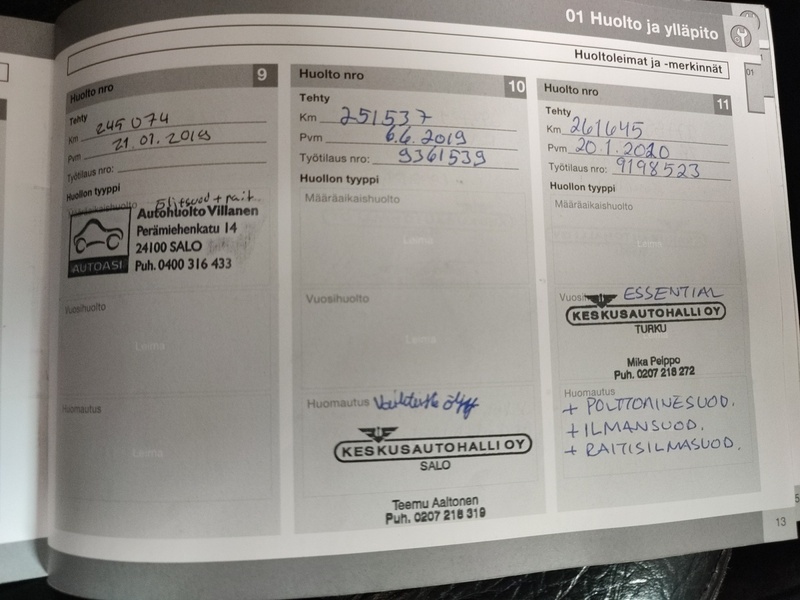 01 Huolto ja ylläpito
Huoltoleimat ja -merkinnät
01
Huolto nro 9
Tehty
Km 245 074
Pvm 21.01.2019
Työtilaus nro:
Huollon tyyppi
Määräaikaishuolto
AUTOASI
Autohuolto Villanen
Perämiehenkatu 14
24100 SALO
Puh. 0400 316 433
Vuosihuolto
Leima
Huomautus
Leima
Huolto nro 10
Tehty
Km 251537
Pvm 6.6.2019
Työtilaus nro: 9361539
Huollon tyyppi
Määräaikaishuolto
Leima
Vuosihuolto
Leima
Huomautus
KESKUSAUTOHALLI OY
SALO
Teemu Aaltonen
Puh. 0207 218 319
Huolto nro 11
Tehty
Km 261645
Pvm 20.1.2020
Työtilaus nro: 9198523
Huollon tyyppi
Määräaikaishuolto
Leima
ESSENTIAL
KESKUSAUTOHALLI OY
TURKU
Mika Peippo
Puh. 0207 218 272
Huomautus
+ POLTTOAINESUOD.
+ ILMANSUOD.
+ RAITISILMASUOD.
13